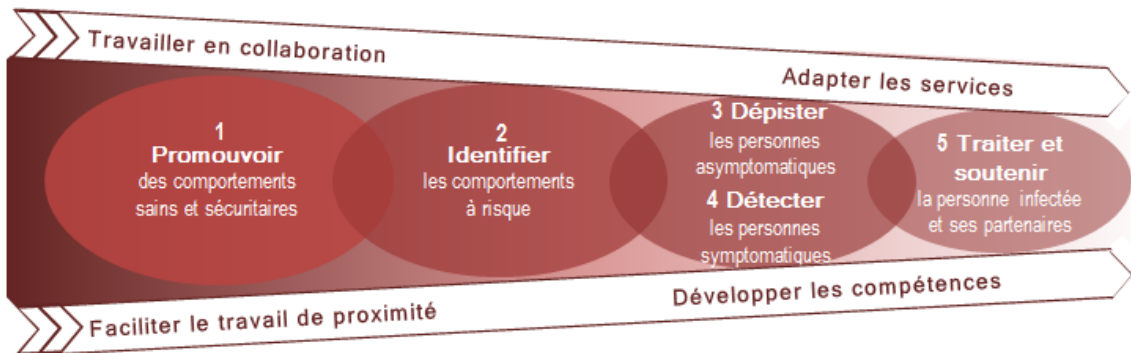 Travailler en collaboration
Adapter les services
1
Promouvoir
des comportements
sains et sécuritaires
2
Identifier
les comportements
à risque
3 Dépister
les personnes
asymptomatiques
4 Détecter
les personnes
symptomatiques
5 Traiter et
soutenir
la personne infectée
et ses partenaires
Faciliter le travail de proximité
Développer les compétences